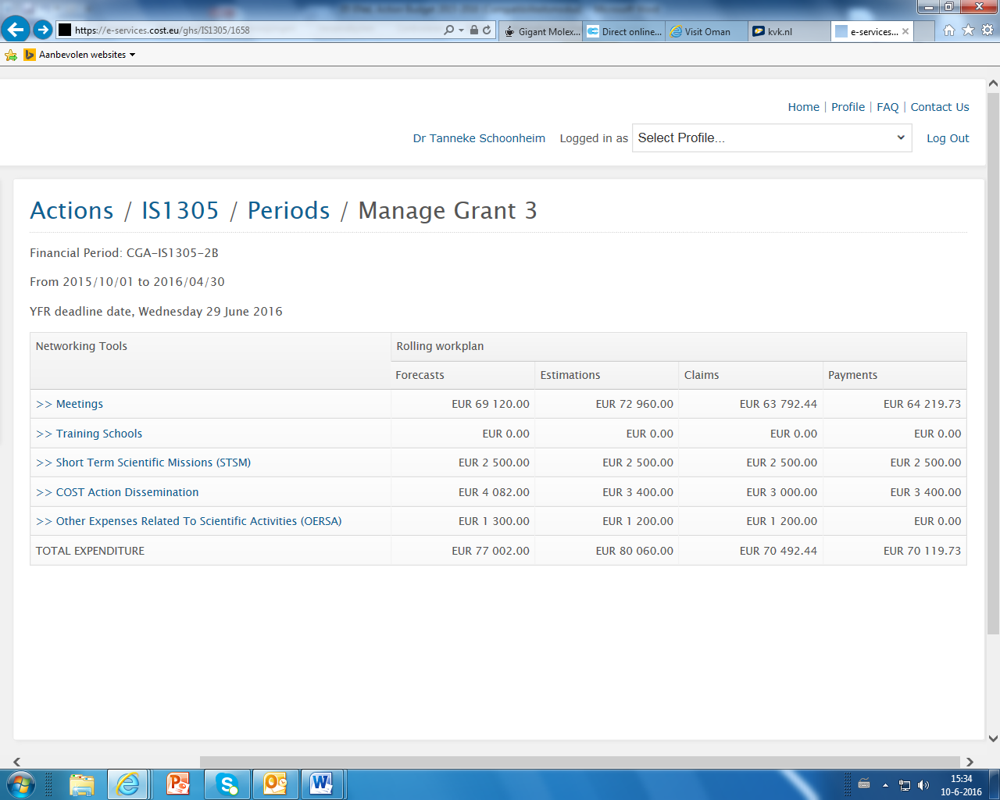 https://e-services.cost.eu/ghs/IS1305/1658
Gigant Molex...
Direct online...
Visit Oman
kvk.nl
e-services...
Aanbevolen websites
Home | Profile | FAQ | Contact Us
Dr Tanneke Schoonheim Logged in as Select Profile... Log Out
Actions / IS1305 / Periods / Manage Grant 3
Financial Period: CGA-IS1305-2B
From 2015/10/01 to 2016/04/30
YFR deadline date, Wednesday 29 June 2016
Networking Tools Rolling workplan
Forecasts Estimations Claims Payments
>> Meetings EUR 69 120.00 EUR 72 960.00 EUR 63 792.44 EUR 64 219.73
>> Training Schools EUR 0.00 EUR 0.00 EUR 0.00 EUR 0.00
>> Short Term Scientific Missions (STSM) EUR 2 500.00 EUR 2 500.00 EUR 2 500.00 EUR 2 500.00
>> COST Action Dissemination EUR 4 082.00 EUR 3 400.00 EUR 3 000.00 EUR 3 400.00
>> Other Expenses Related To Scientific Activities (OERSA) EUR 1 300.00 EUR 1 200.00 EUR 1 200.00 EUR 0.00
TOTAL EXPENDITURE EUR 77 002.00 EUR 80 060.00 EUR 70 492.44 EUR 70 119.73
15:34
10-6-2016